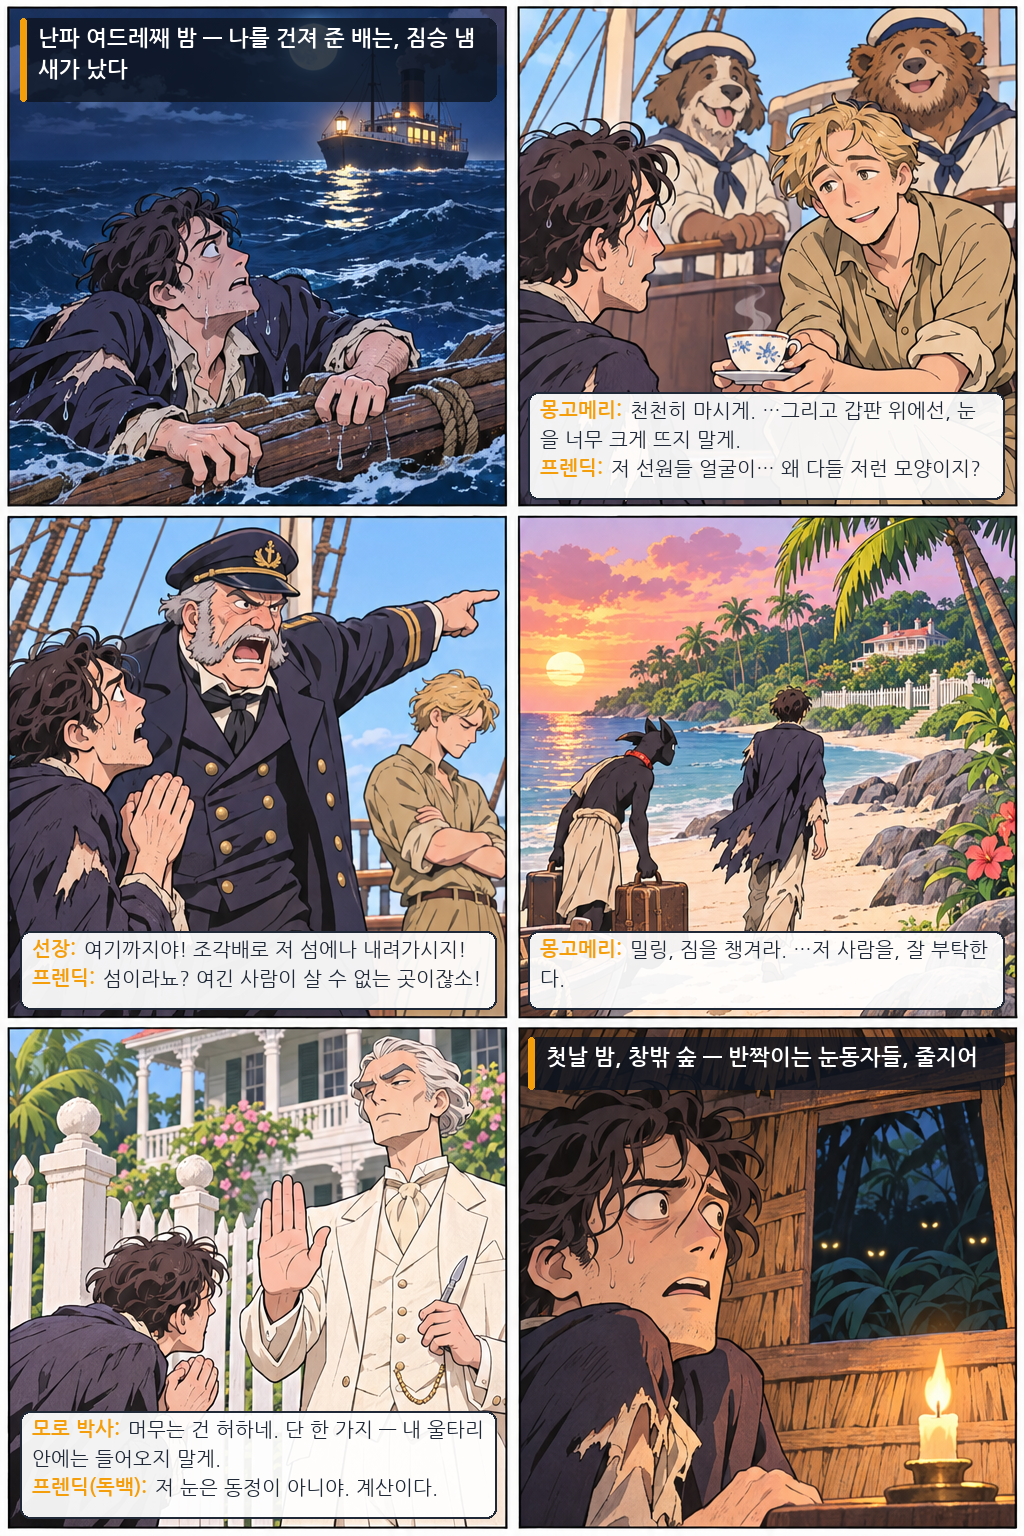 난파 여드레째 밤 — 나를 건져 준 배는, 짐승 냄
새가 났다
몽고메리: 천천히 마시게. …그리고 갑판 위에선, 눈
을 너무 크게 뜨지 말게.
프렌딕: 저 선원들 얼굴이… 왜 다들 저런 모양이지?
선장: 여기까지야! 조각배로 저 섬에나 내려가시지!
프렌딕: 섬이라뇨? 여긴 사람이 살 수 없는 곳이잖소!
몽고메리: 밀링, 짐을 챙겨라. …저 사람을, 잘 부탁한
다.
모로 박사: 머무는 건 허하네. 단 한 가지 — 내 울타리
안에는 들어오지 말게.
프렌딕(독백): 저 눈은 동정이 아니야. 계산이다.
첫날 밤, 창밖 숲 — 반짝이는 눈동자들, 줄지어